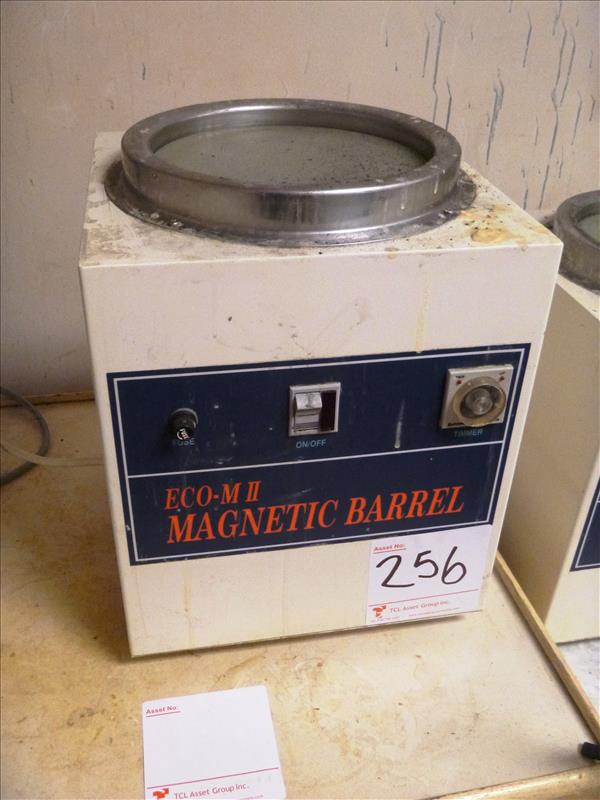 FUSE
ON/OFF
TIMMER
ECO-M II
MAGNETIC BARREL
Asset No:
256
TCL Asset Group Inc.
Asset No:
TCL Asset Group Inc.